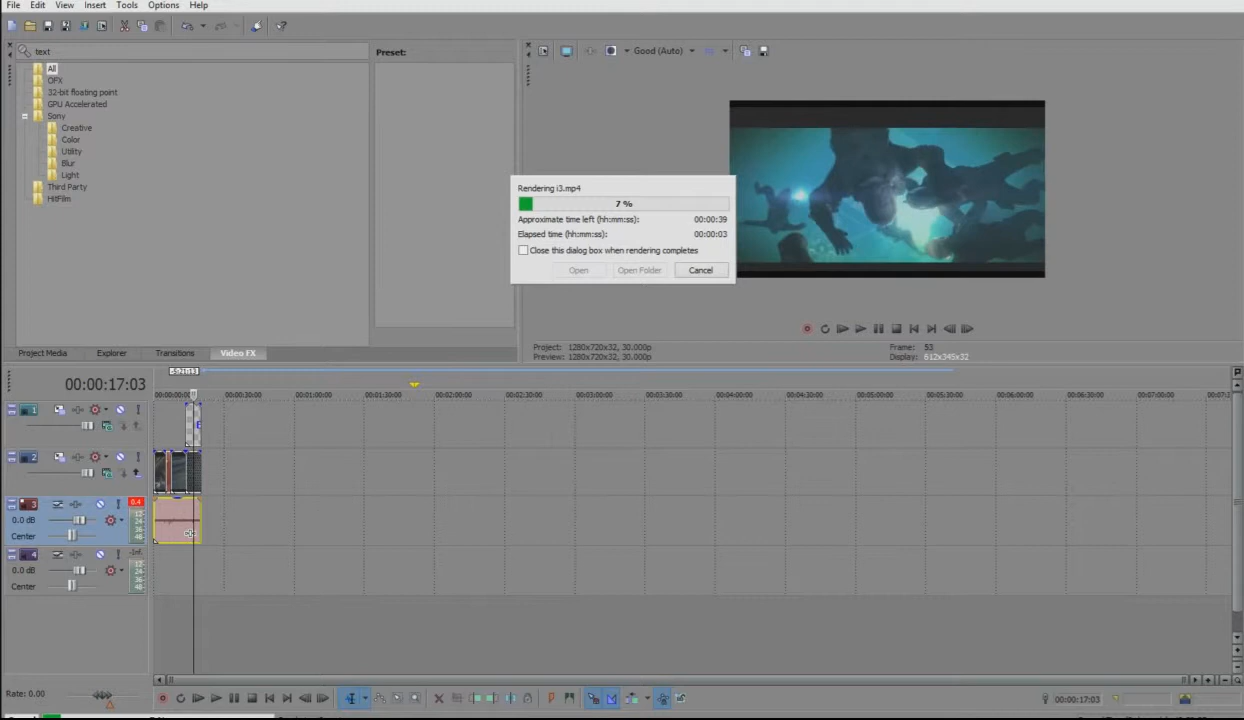 File Edit View Insert Tools Options Help
text
Preset:
Good (Auto)
All
OFX
32-bit floating point
GPU Accelerated
Sony
Creative
Color
Utility
Blur
Light
Third Party
HitFilm
Rendering i3.mp4
7 %
Approximate time left (hh:mm:ss): 00:00:39
Elapsed time (hh:mm:ss): 00:00:03
Close this dialog box when rendering completes
Open Open Folder Cancel
Project Media Explorer Transitions Video FX
Project: 1280x720x32, 30.000p Frame: 53
Preview: 1280x720x32, 30.000p Display: 612x345x32
00:00:17:03
00:00:00:00 00:00:30:00 00:01:00:00 00:01:30:00 00:02:00:00 00:02:30:00 00:03:00:00 00:03:30:00 00:04:00:00 00:04:30:00 00:05:00:00 00:05:30:00 00:06:00:00 00:06:30:00 00:07:00:00
1
2
3 0.4
0.0 dB
Center
4 -Inf.
0.0 dB
Center
Rate: 0.00
00:00:17:03